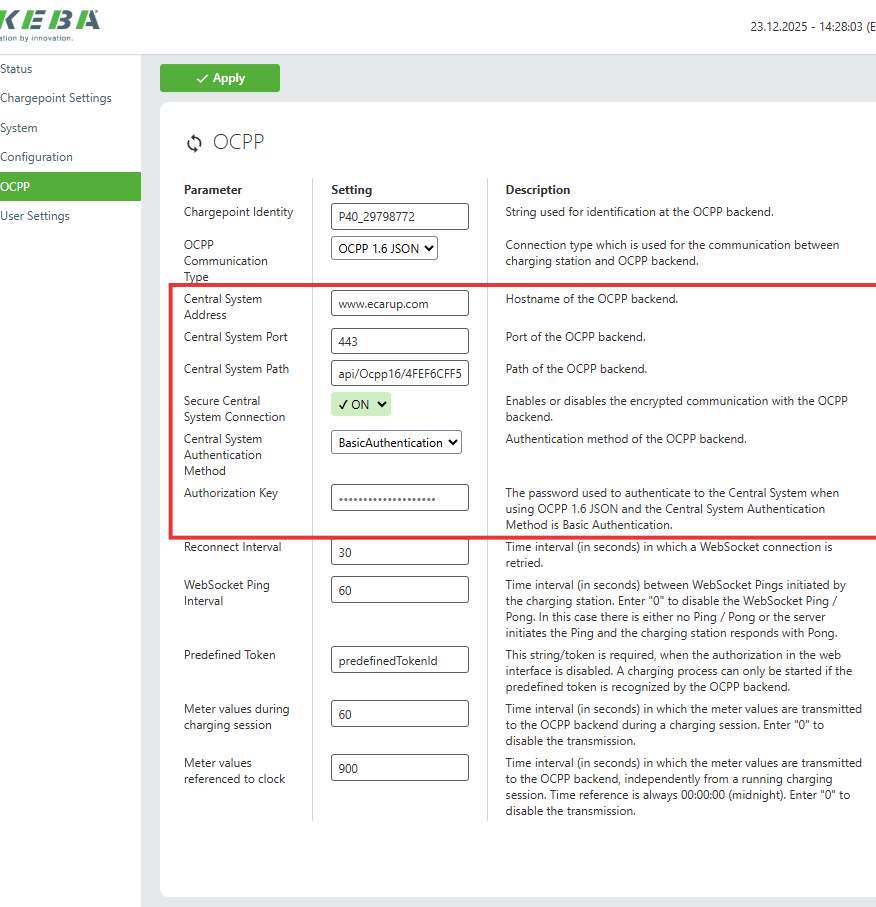 KEBA
ation by innovation.
23.12.2025 - 14:28:03 (E
Status
Chargepoint Settings
System
Configuration
OCPP
User Settings
✓ Apply
OCPP
Parameter Setting Description
Chargepoint Identity P40_29798772 String used for identification at the OCPP backend.
OCPP
Communication
Type
OCPP 1.6 JSON
Connection type which is used for the communication between
charging station and OCPP backend.
Central System
Address
www.ecarup.com
Hostname of the OCPP backend.
Central System Port 443 Port of the OCPP backend.
Central System Path api/Ocpp16/4FEF6CFF5 Path of the OCPP backend.
Secure Central
System Connection
✓ ON
Enables or disables the encrypted communication with the OCPP
backend.
Central System
Authentication
Method
BasicAuthentication
Authentication method of the OCPP backend.
Authorization Key
••••••••••••••••••••
The password used to authenticate to the Central System when
using OCPP 1.6 JSON and the Central System Authentication
Method is Basic Authentication.
Reconnect Interval
30
Time interval (in seconds) in which a WebSocket connection is
retried.
WebSocket Ping
Interval
60
Time interval (in seconds) between WebSocket Pings initiated by
the charging station. Enter "0" to disable the WebSocket Ping /
Pong. In this case there is either no Ping / Pong or the server
initiates the Ping and the charging station responds with Pong.
Predefined Token
predefinedTokenId
This string/token is required, when the authorization in the web
interface is disabled. A charging process can only be started if the
predefined token is recognized by the OCPP backend.
Meter values during
charging session
60
Time interval (in seconds) in which the meter values are transmitted
to the OCPP backend during a charging session. Enter "0" to
disable the transmission.
Meter values
referenced to clock
900
Time interval (in seconds) in which the meter values are transmitted
to the OCPP backend, independently from a running charging
session. Time reference is always 00:00:00 (midnight). Enter "0" to
disable the transmission.